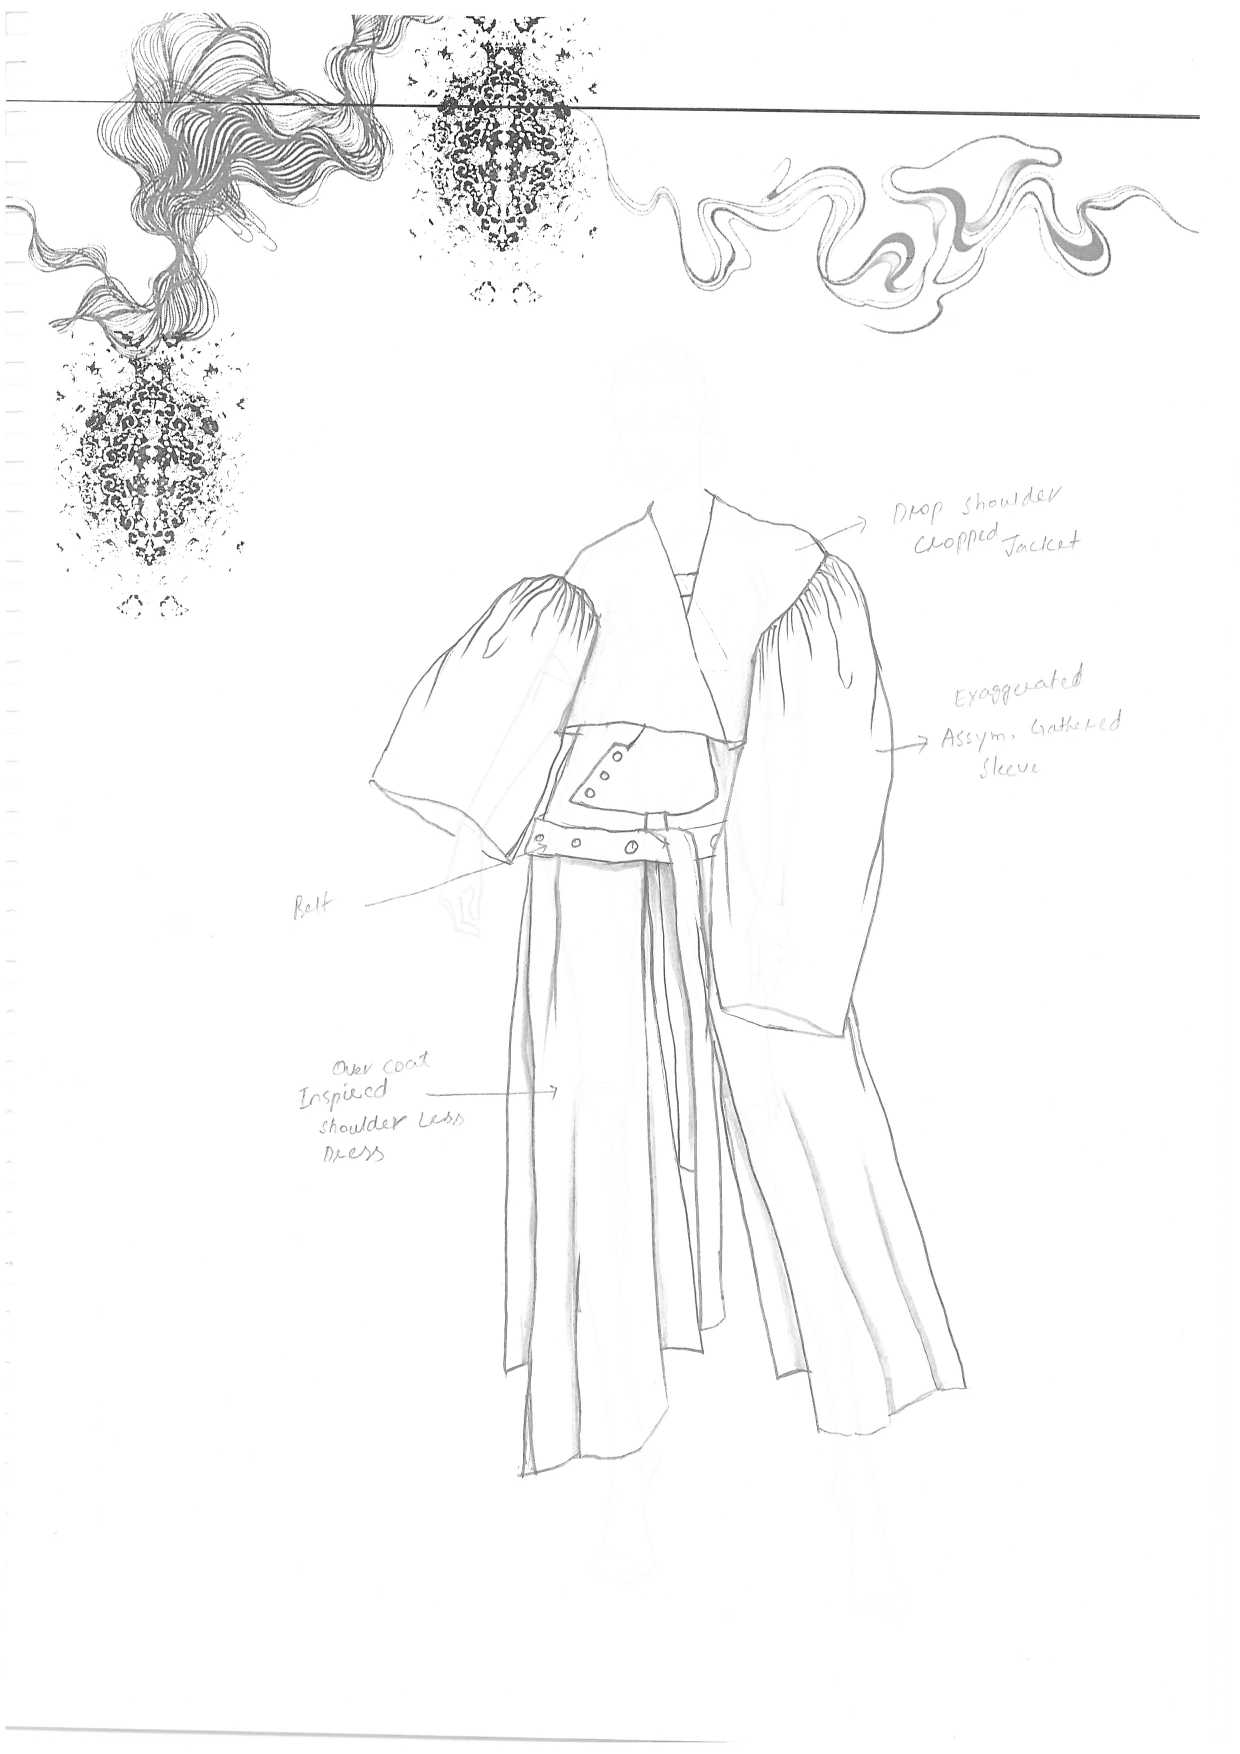 Drop shoulder
cropped Jacket
Exaggerated
Assym. Gathered
Sleeve
Belt
Over coat
Inspired
shoulder Less
Dress